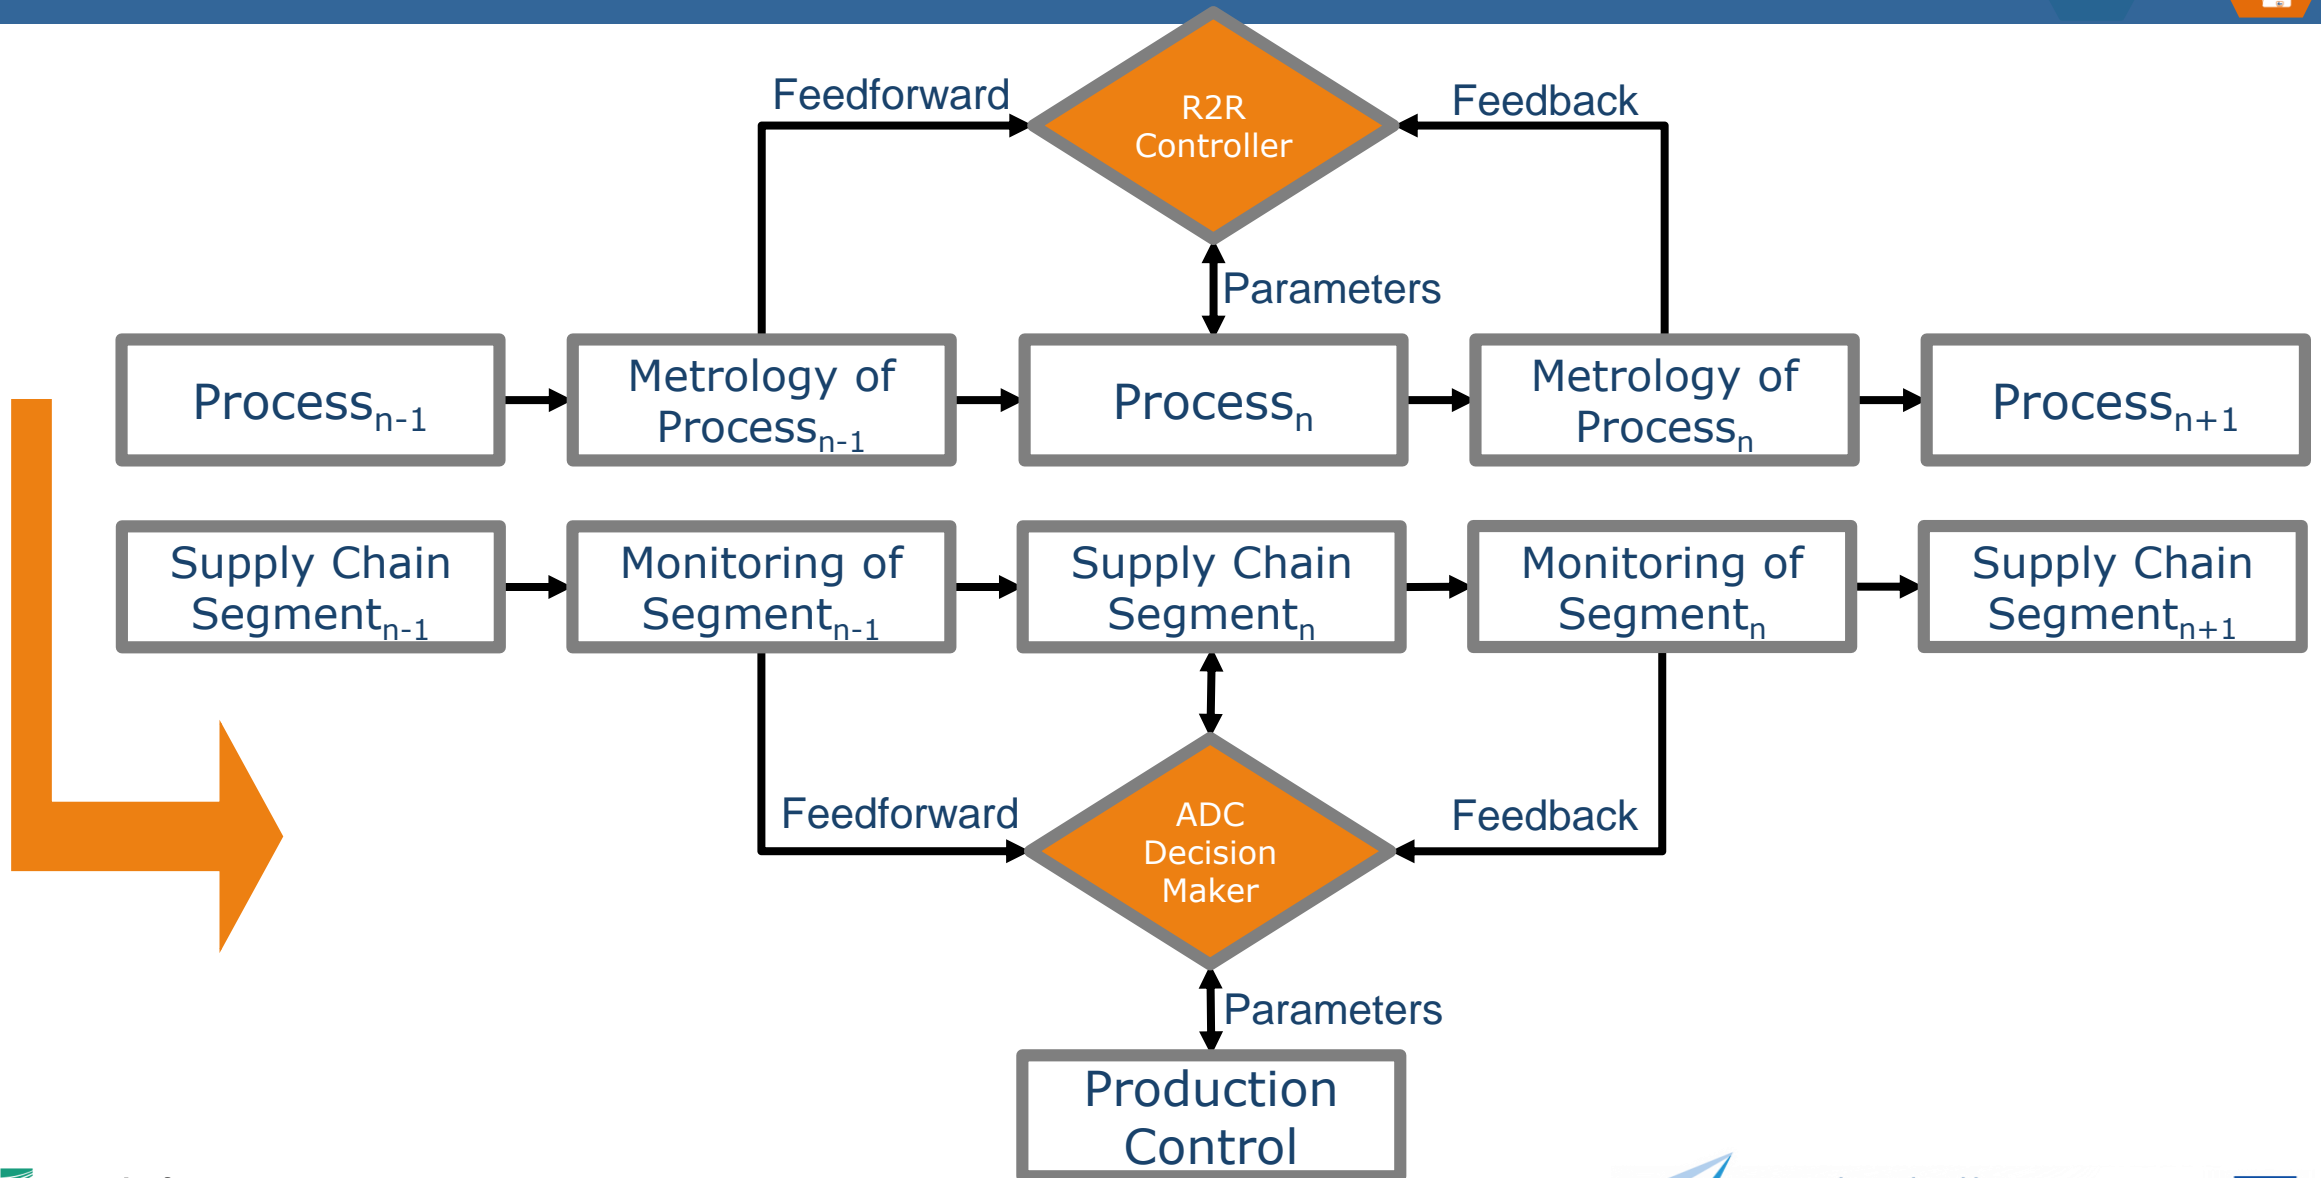 Feedforward
R2R
Controller
Feedback
Parameters
Processn-1
Metrology of
Processn-1
Processn
Metrology of
Processn
Processn+1
Supply Chain
Segmentn-1
Monitoring of
Segmentn-1
Supply Chain
Segmentn
Monitoring of
Segmentn
Supply Chain
Segmentn+1
Feedforward
ADC
Decision
Maker
Feedback
Parameters
Production
Control